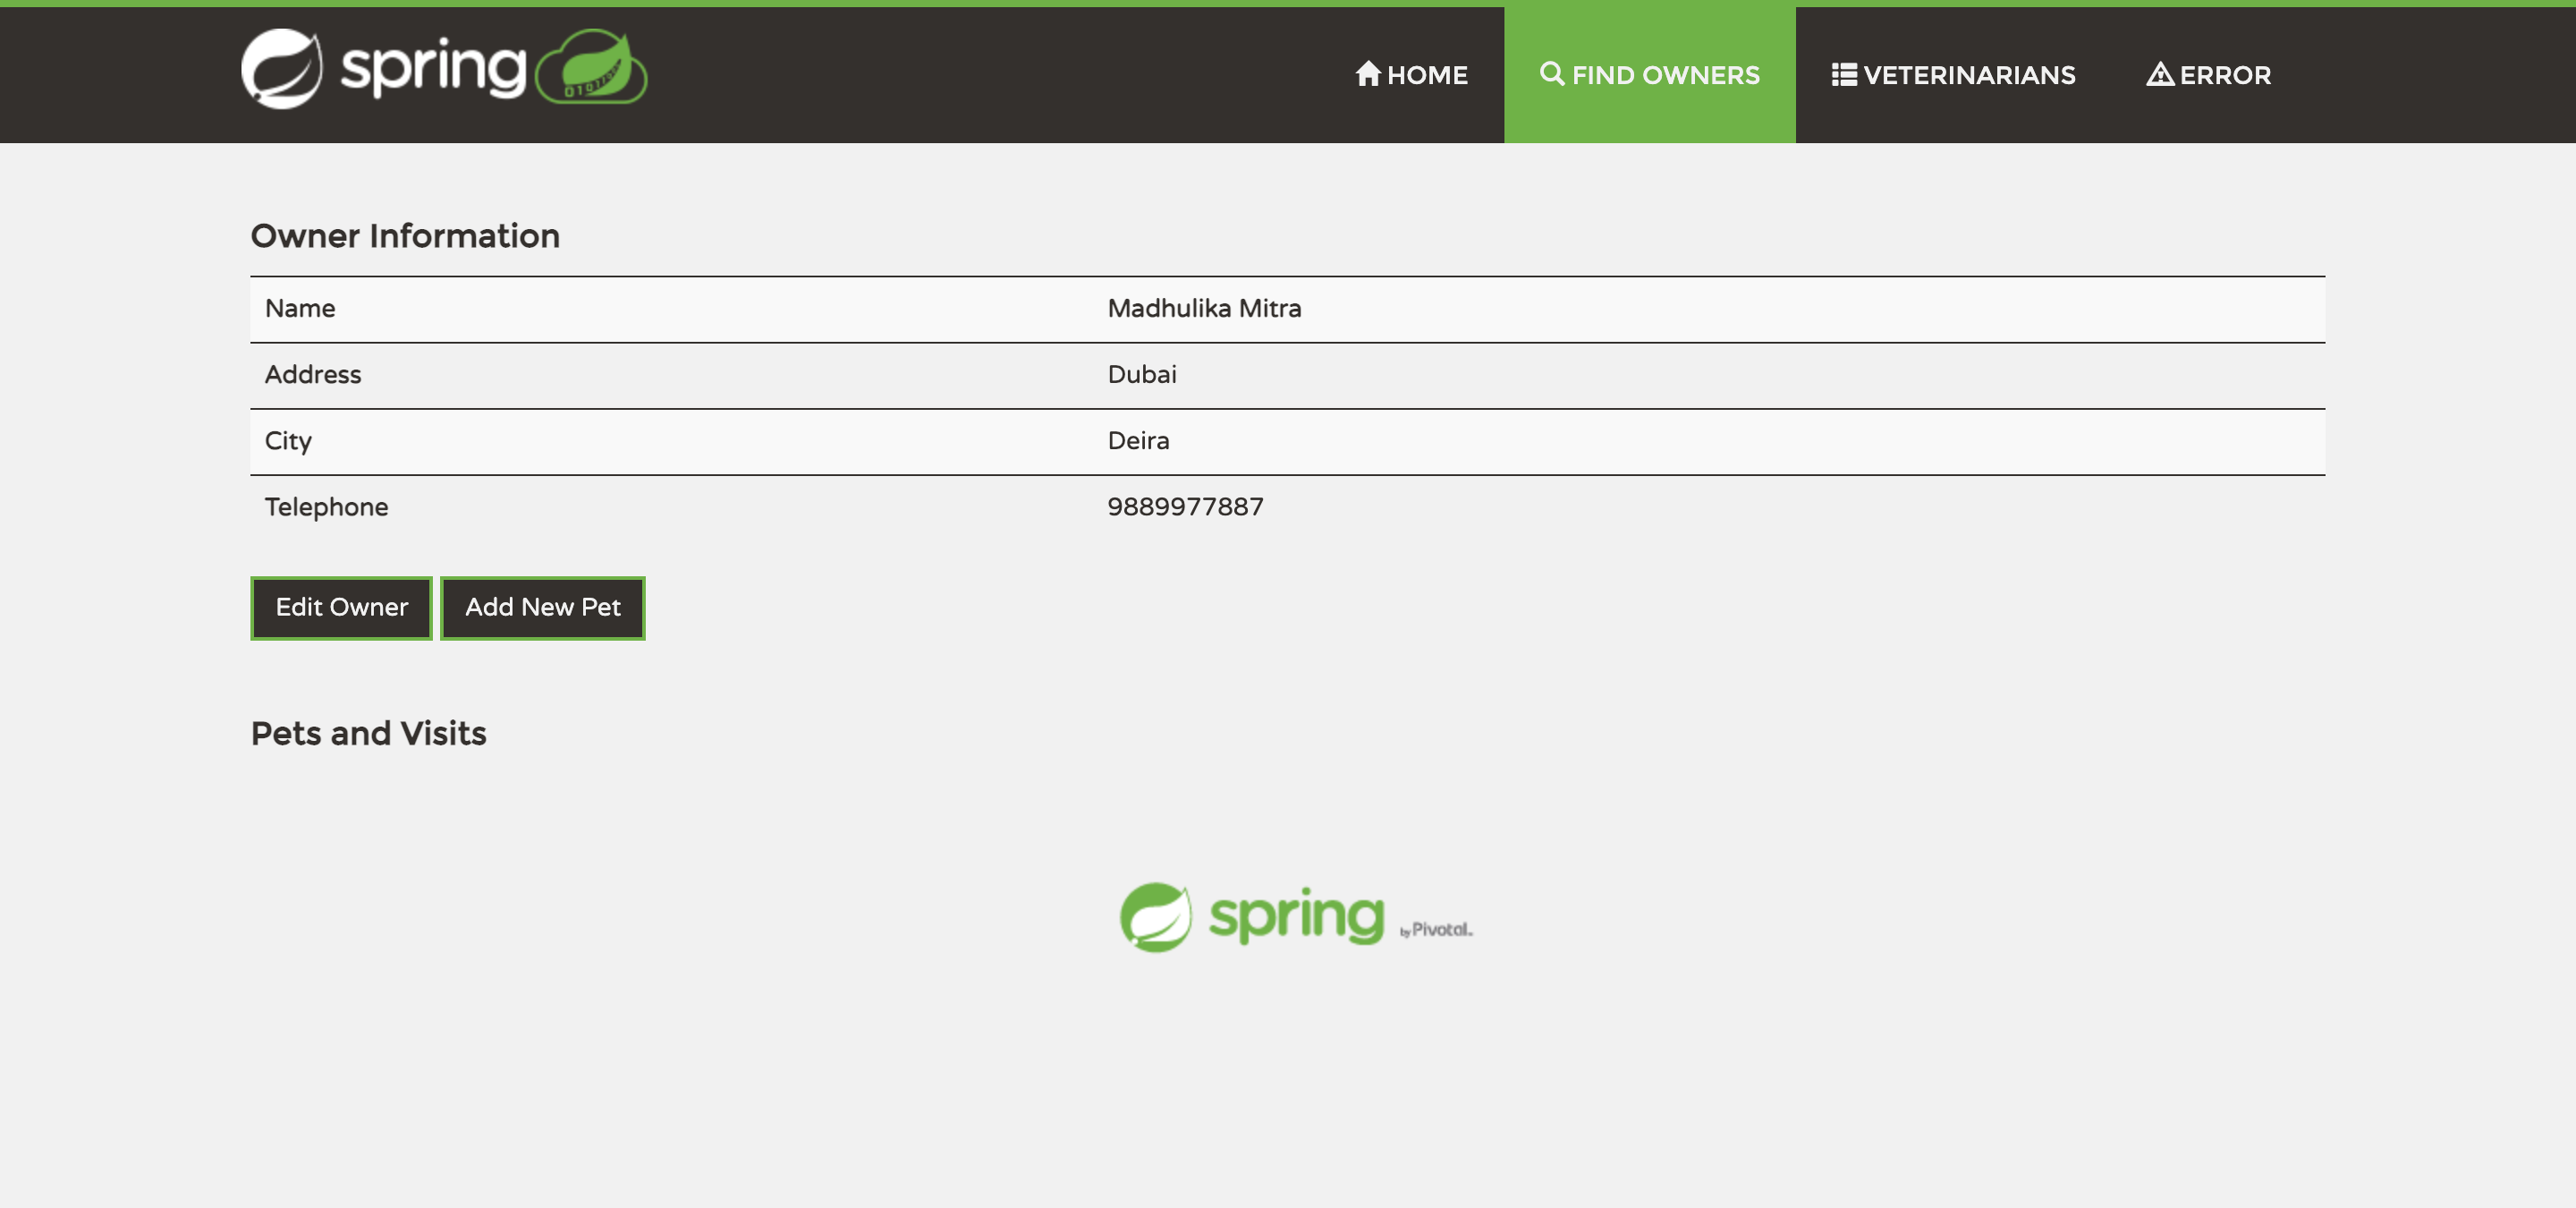 spring 0101
HOME FIND OWNERS VETERINARIANS ERROR
Owner Information
Name Madhulika Mitra
Address Dubai
City Deira
Telephone 9889977887
Edit Owner Add New Pet
Pets and Visits
spring by Pivotal